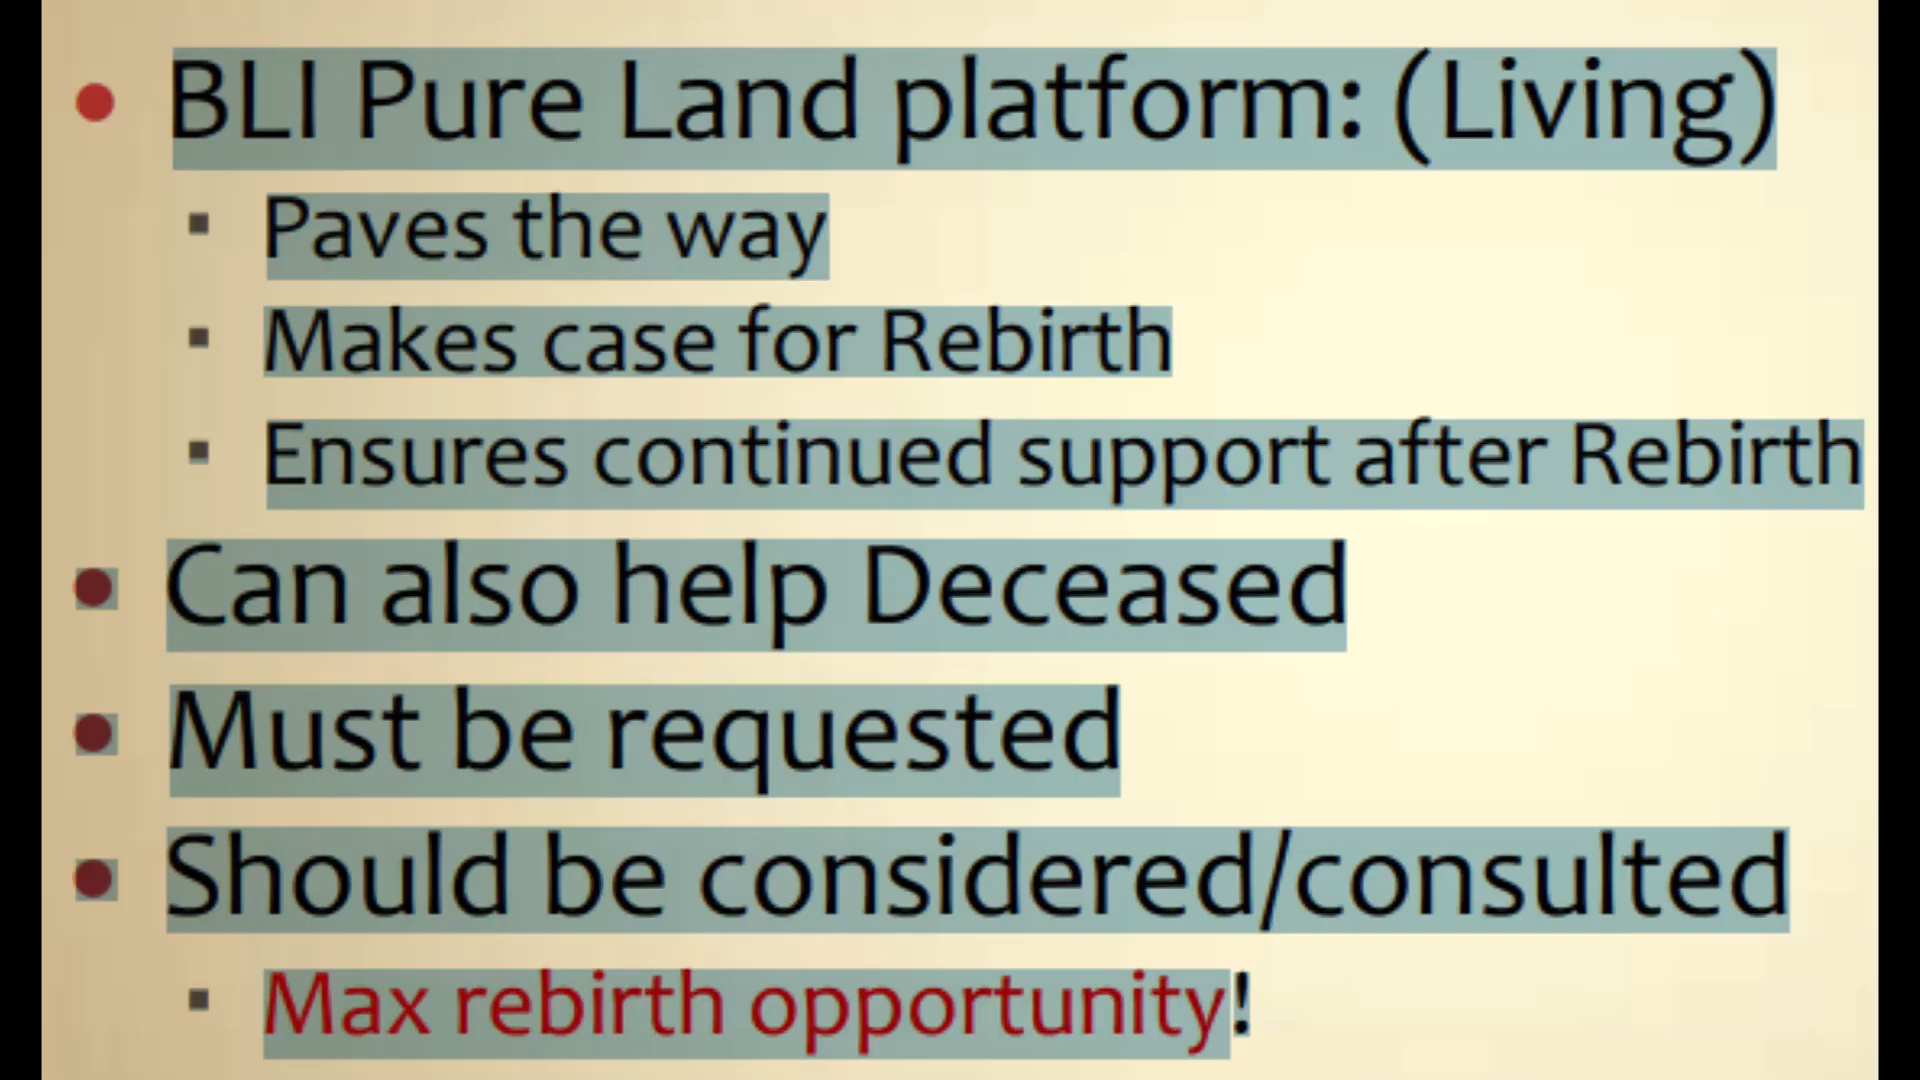 BLI Pure Land platform: (Living)
Paves the way
Makes case for Rebirth
Ensures continued support after Rebirth
Can also help Deceased
Must be requested
Should be considered/consulted
Max rebirth opportunity!